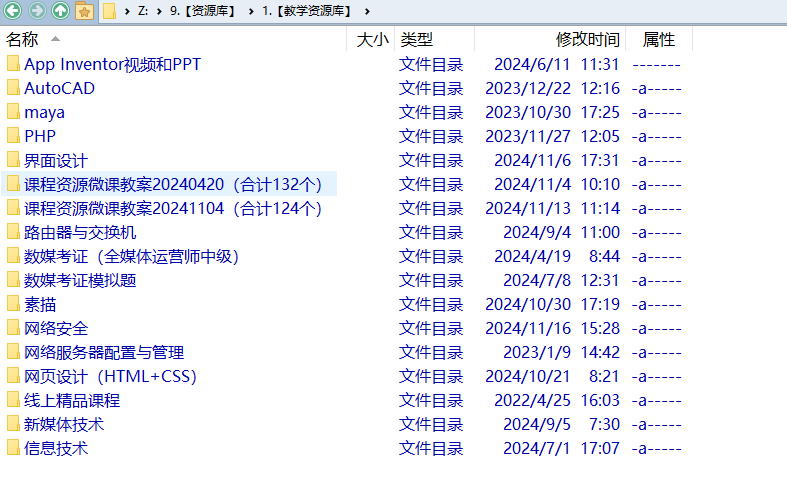 Z: 9.【资源库】 1.【教学资源库】
名称 大小 类型 修改时间 属性
App Inventor视频和PPT 文件目录 2024/6/11 11:31 -------
AutoCAD 文件目录 2023/12/22 12:16 -a-----
maya 文件目录 2023/10/30 17:25 -a-----
PHP 文件目录 2023/11/27 12:05 -a-----
界面设计 文件目录 2024/11/6 17:31 -a-----
课程资源微课教案20240420（合计132个） 文件目录 2024/11/4 10:10 -a-----
课程资源微课教案20241104（合计124个） 文件目录 2024/11/13 11:14 -a-----
路由器与交换机 文件目录 2024/9/4 11:00 -a-----
数媒考证（全媒体运营师中级） 文件目录 2024/4/19 8:44 -a-----
数媒考证模拟题 文件目录 2024/7/8 12:31 -a-----
素描 文件目录 2024/10/30 17:19 -a-----
网络安全 文件目录 2024/11/16 15:28 -a-----
网络服务器配置与管理 文件目录 2023/1/9 14:42 -a-----
网页设计（HTML+CSS） 文件目录 2024/10/21 8:21 -a-----
线上精品课程 文件目录 2022/4/25 16:03 -a-----
新媒体技术 文件目录 2024/9/5 7:30 -a-----
信息技术 文件目录 2024/7/1 17:07 -a-----